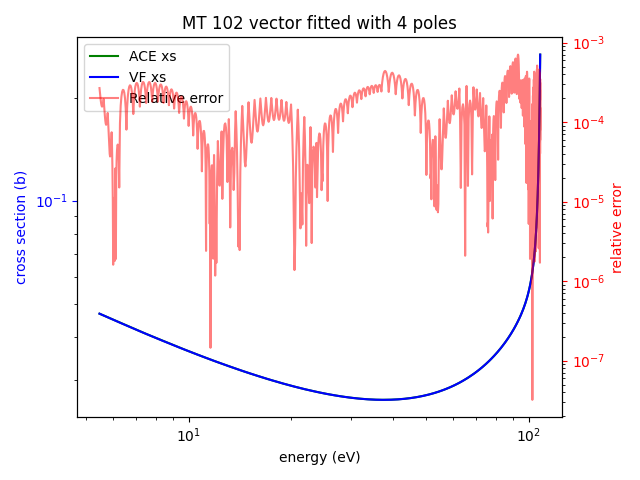 MT 102 vector fitted with 4 poles
ACE xs
VF xs
Relative error
cross section (b)
10⁻¹
10⁻³
10⁻⁴
10⁻⁵
10⁻⁶
10⁻⁷
relative error
10¹
10²
energy (eV)